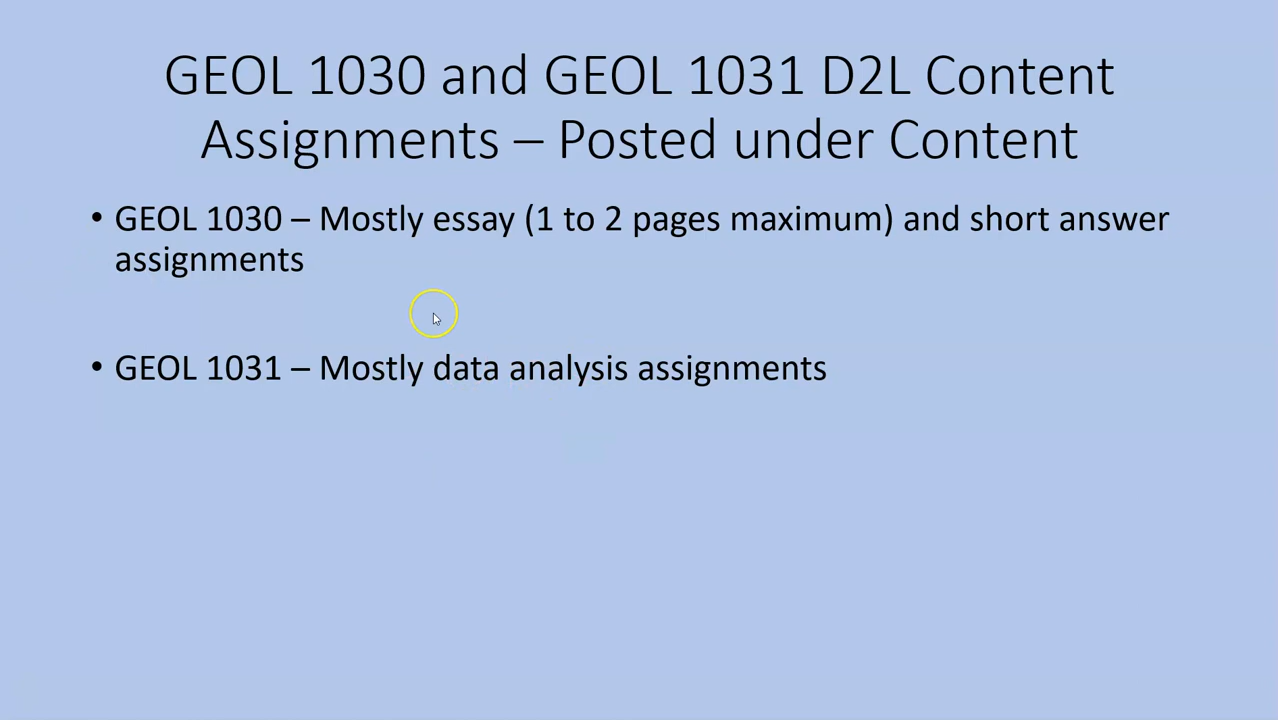 GEOL 1030 and GEOL 1031 D2L Content
Assignments – Posted under Content
• GEOL 1030 – Mostly essay (1 to 2 pages maximum) and short answer
assignments
• GEOL 1031 – Mostly data analysis assignments